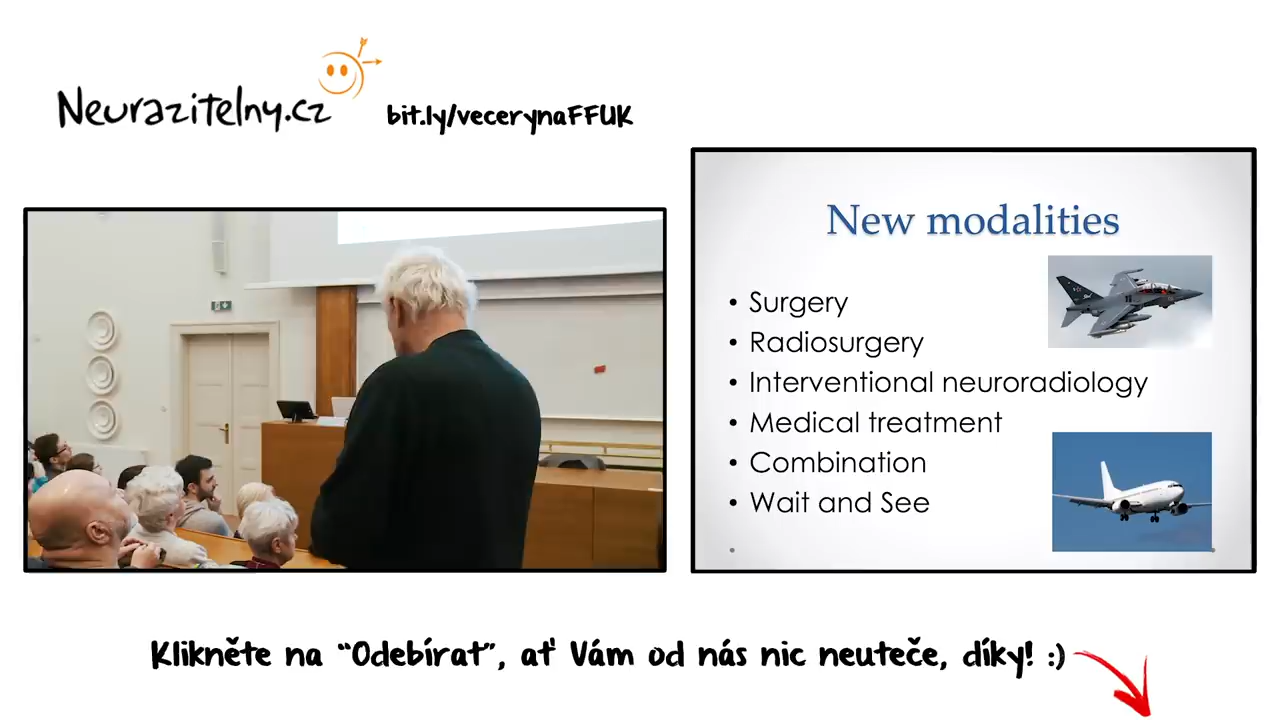 Neurazitelny.cz
bit.ly/vecerynaFFUK
New modalities
• Surgery
• Radiosurgery
• Interventional neuroradiology
• Medical treatment
• Combination
• Wait and See
Klikněte na “Odebírat”, ať Vám od nás nic neuteče, díky! :)